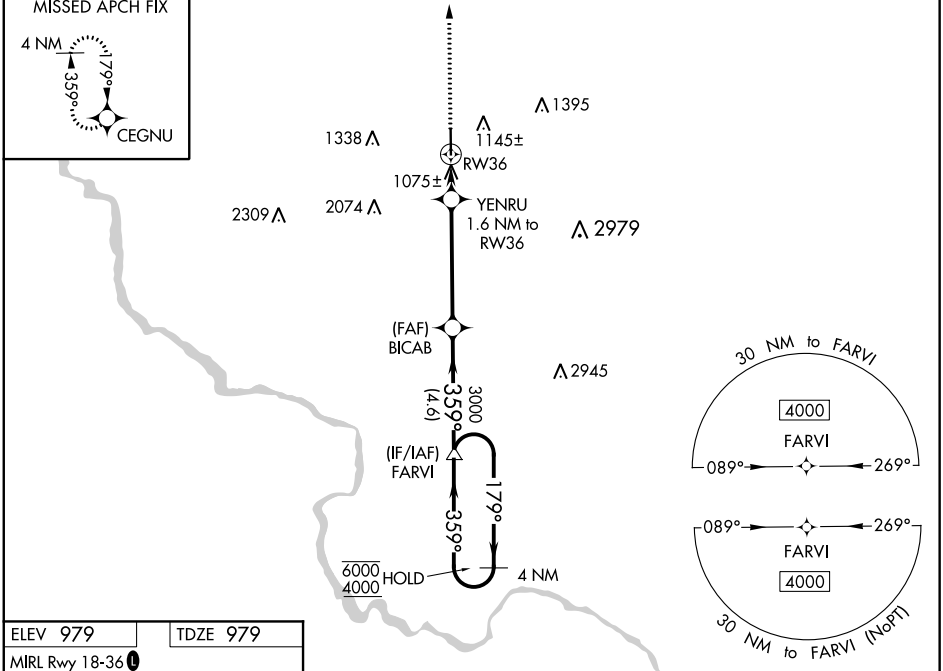 MISSED APCH FIX
4 NM
179°
359°
CEGNU
1395
1338
1145±
RW36
1075±
2309
2074
YENRU
1.6 NM to
RW36
2979
(FAF)
BICAB
2945
3000
359°
(4.6)
(IF/IAF)
FARVI
179°
359°
6000
4000
HOLD
4 NM
30 NM to FARVI
4000
FARVI
089°
269°
089°
269°
FARVI
4000
30 NM to FARVI (NoPT)
ELEV 979
TDZE 979
MIRL Rwy 18-36 L